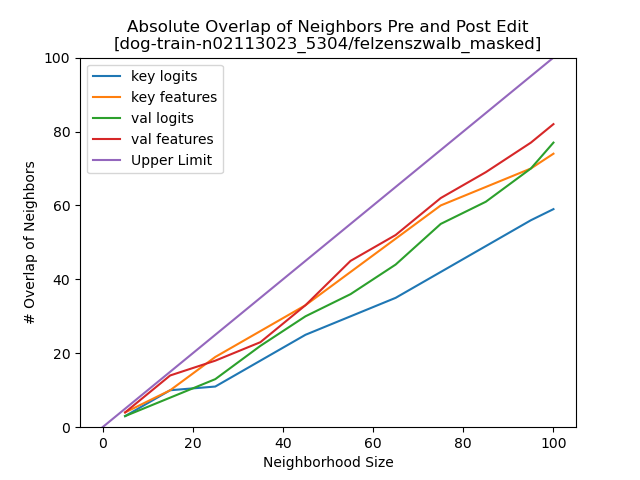 Absolute Overlap of Neighbors Pre and Post Edit
[dog-train-n02113023_5304/felzenszwalb_masked]
key logits
key features
val logits
val features
Upper Limit
100
80
60
40
20
0
# Overlap of Neighbors
0 20 40 60 80 100
Neighborhood Size